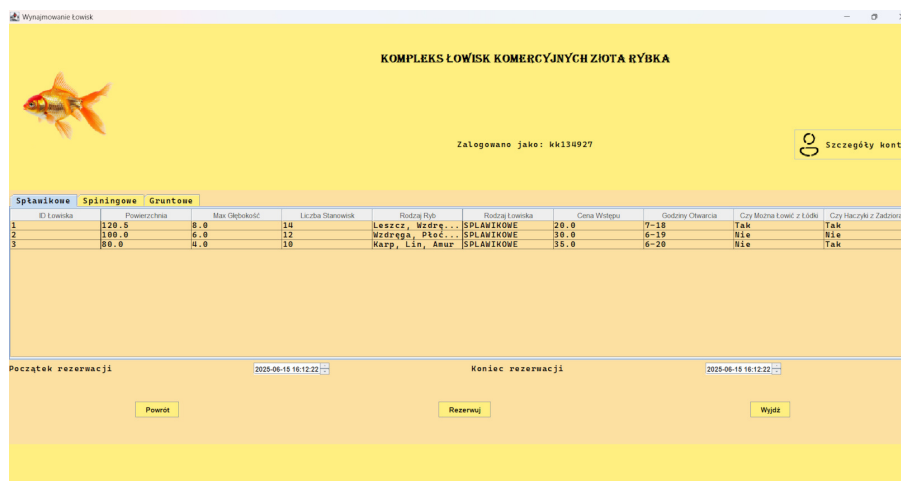 Wynajmowanie Łowisk
KOMPLEKS ŁOWISK KOMERCYJNYCH ZŁOTA RYBKA
Zalogowano jako: kk134927
Szczegóły kont
Spławikowe Spiningowe Gruntowe
ID Łowiska Powierzchnia Max Głębokość Liczba Stanowisk Rodzaj Ryb Rodzaj Łowiska Cena Wstępu Godziny Otwarcia Czy Można Łowić z Łódki Czy Haczyki z Zadziora
1 120.5 8.0 14 Leszcz, Wzdrę... SPLAWIKOWE 20.0 7-18 Tak Tak
2 100.0 6.0 12 Wzdręga, Płoć... SPLAWIKOWE 30.0 6-19 Nie Nie
3 80.0 4.0 10 Karp, Lin, Amur SPLAWIKOWE 35.0 6-20 Nie Tak
Początek rezerwacji 2025-06-15 16:12:22 Koniec rezerwacji 2025-06-15 16:12:22
Powrót Rezerwuj Wyjdź